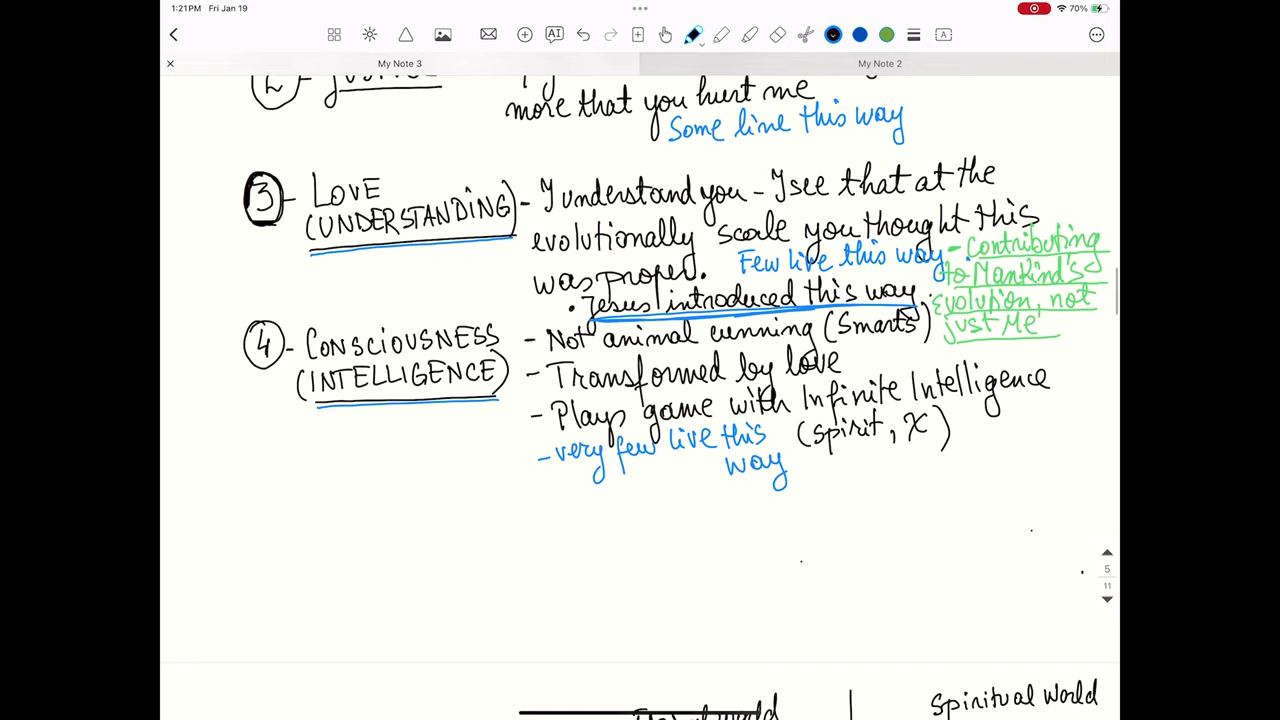 1:21PM Fri Jan 19
70%
AI
A
My Note 3
My Note 2
more that you hurt me
Some live this way
3 - LOVE
(UNDERSTANDING) - I understand you - I see that at the
evolutionally scale you thought this
was proper. Few live this way - Contributing
to Mankind's
evolution, not
just Me
• Jesus introduced this way.
4 - CONSCIOUSNESS - Not animal cunning (Smarts)
(INTELLIGENCE) - Transformed by love
- Plays game with Infinite Intelligence
(spirit, X)
- very few live this
way
5
11
Spiritual World